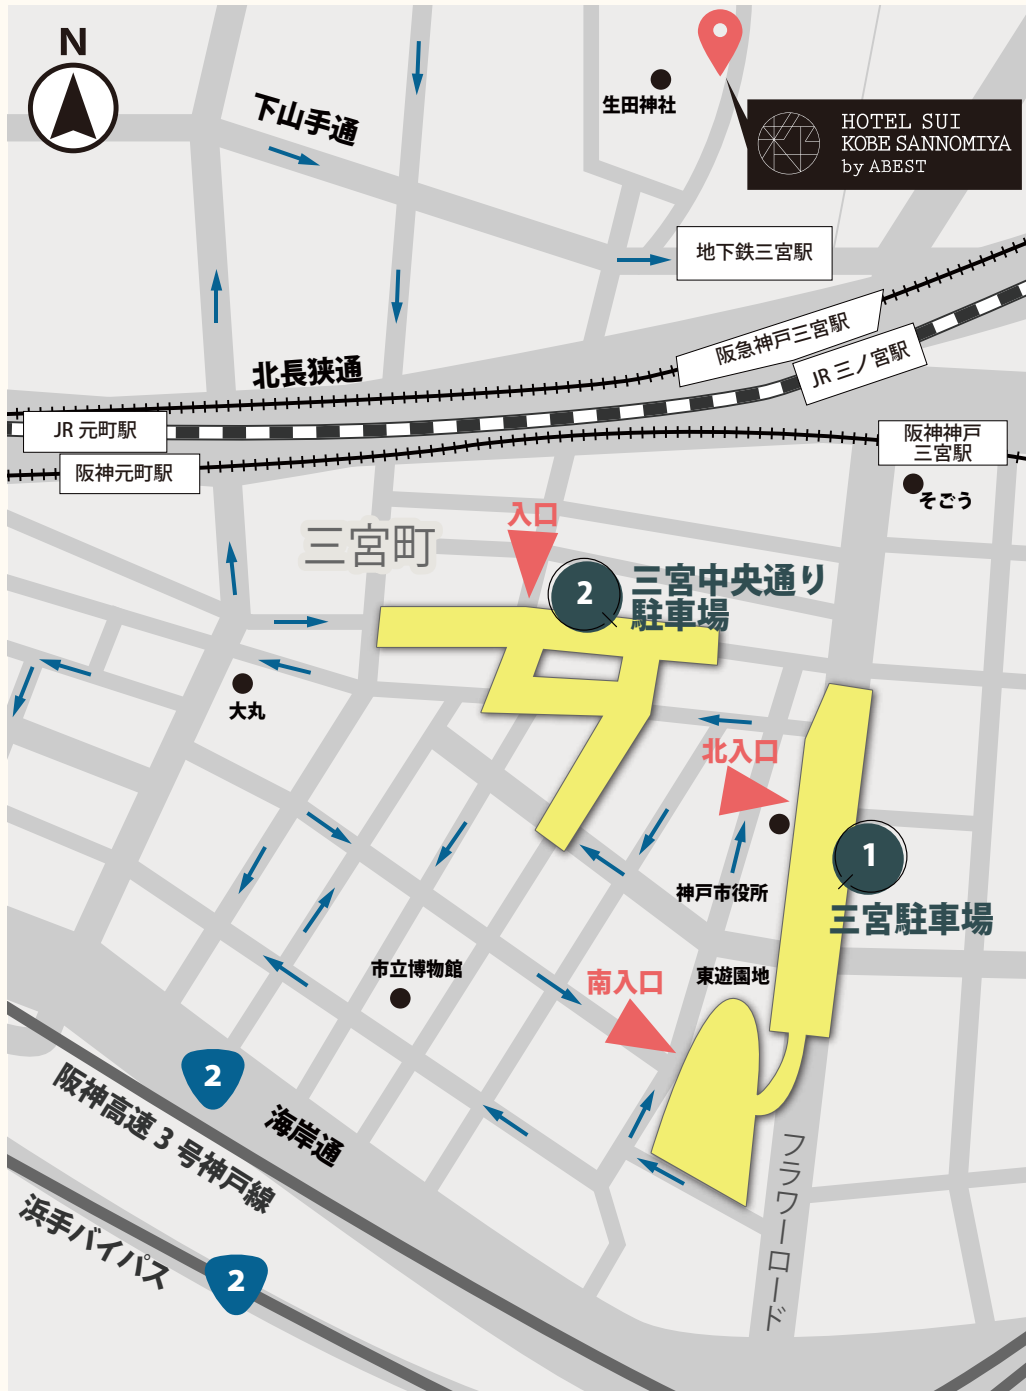 N
下山手通
生田神社
HOTEL SUI
KOBE SANNOMIYA
by ABEST
地下鉄三宮駅
阪急神戸三宮駅
JR 三ノ宮駅
北長狭通
JR 元町駅
阪神元町駅
阪神神戸
三宮駅
そごう
入口
三宮町
2
三宮中央通り
駐車場
大丸
北入口
1
神戸市役所
三宮駐車場
市立博物館
南入口
東遊園地
2
阪神高速 3 号神戸線
海岸通
フラワーロード
浜手バイパス
2